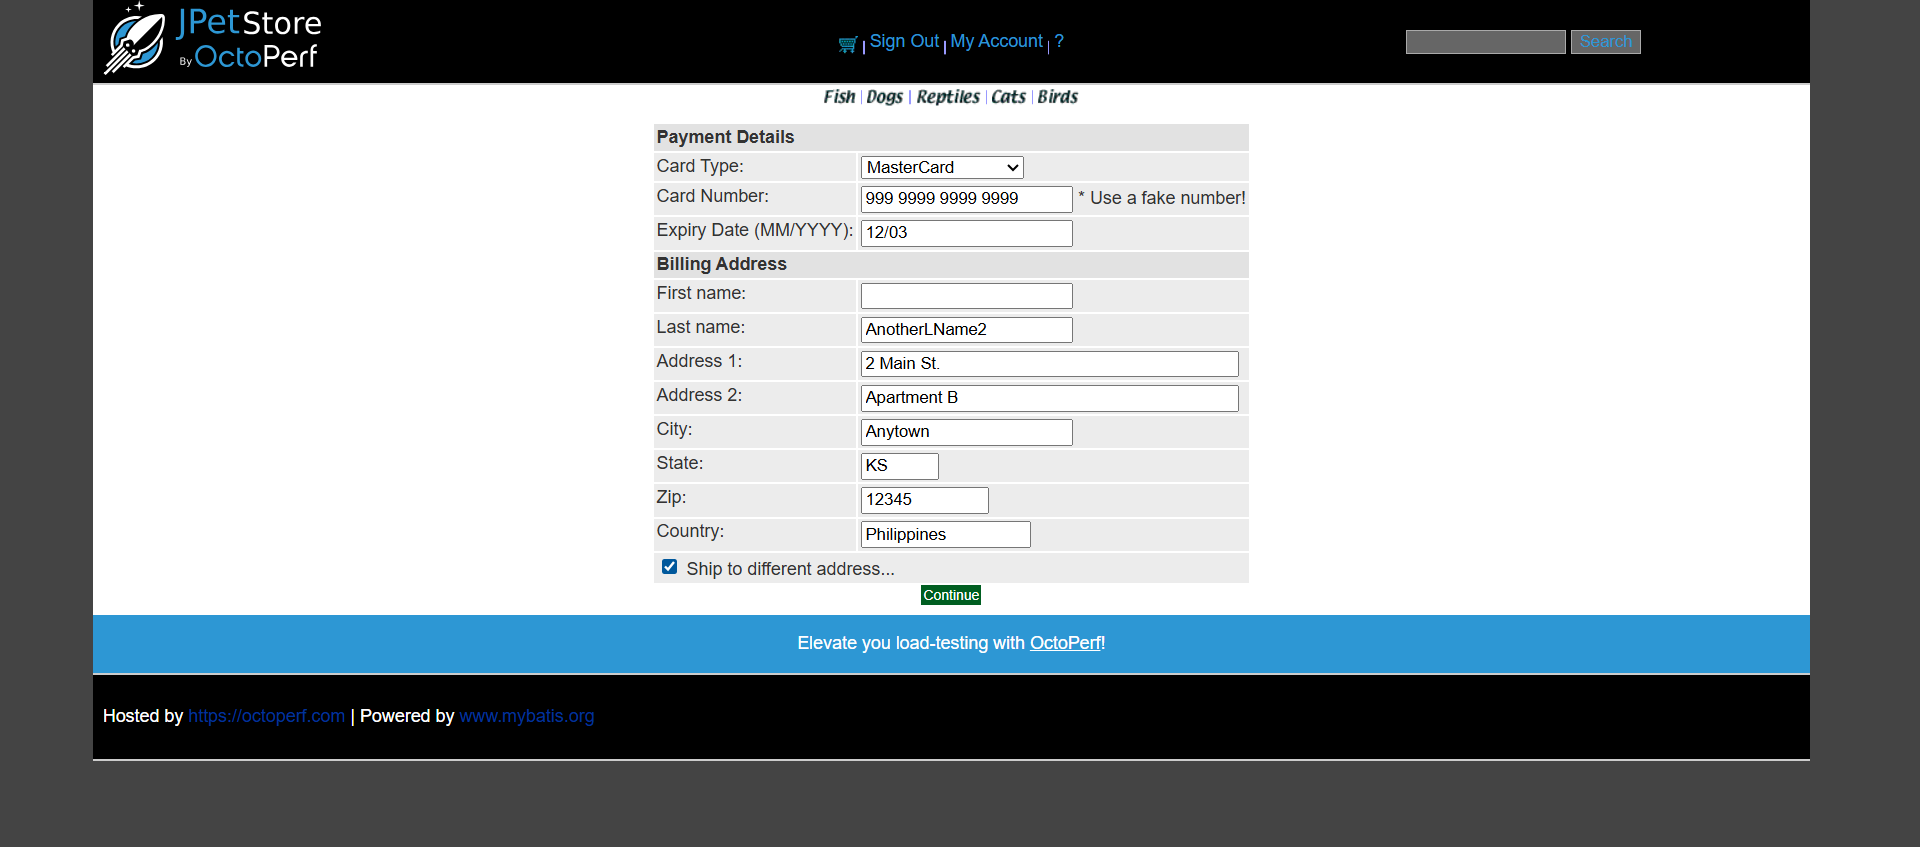 JPetStore
By OctoPerf
Sign Out | My Account | ?
Search
Fish | Dogs | Reptiles | Cats | Birds
Payment Details
Card Type: MasterCard
Card Number: 999 9999 9999 9999 * Use a fake number!
Expiry Date (MM/YYYY): 12/03
Billing Address
First name:
Last name: AnotherLName2
Address 1: 2 Main St.
Address 2: Apartment B
City: Anytown
State: KS
Zip: 12345
Country: Philippines
Ship to different address...
Continue
Elevate you load-testing with OctoPerf!
Hosted by https://octoperf.com | Powered by www.mybatis.org